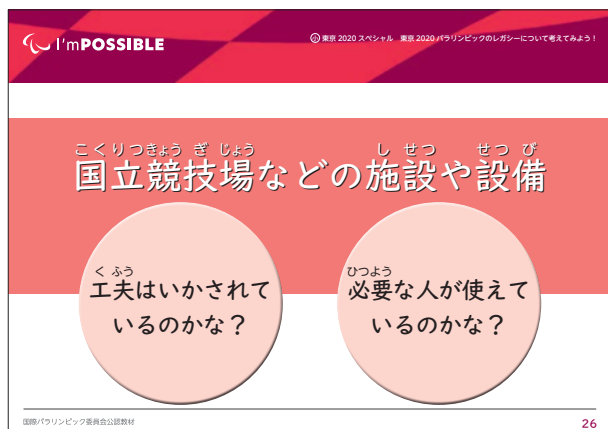 I'mPOSSIBLE
小 東京 2020 スペシャル 東京 2020 パラリンピックのレガシーについて考えてみよう!
こくりつきょうぎじょう しせつ せつび
国立競技場などの施設や設備
くふう
工夫はいかされて
いるのかな?
ひつよう
必要な人が使えて
いるのかな?
国際パラリンピック委員会公認教材
26